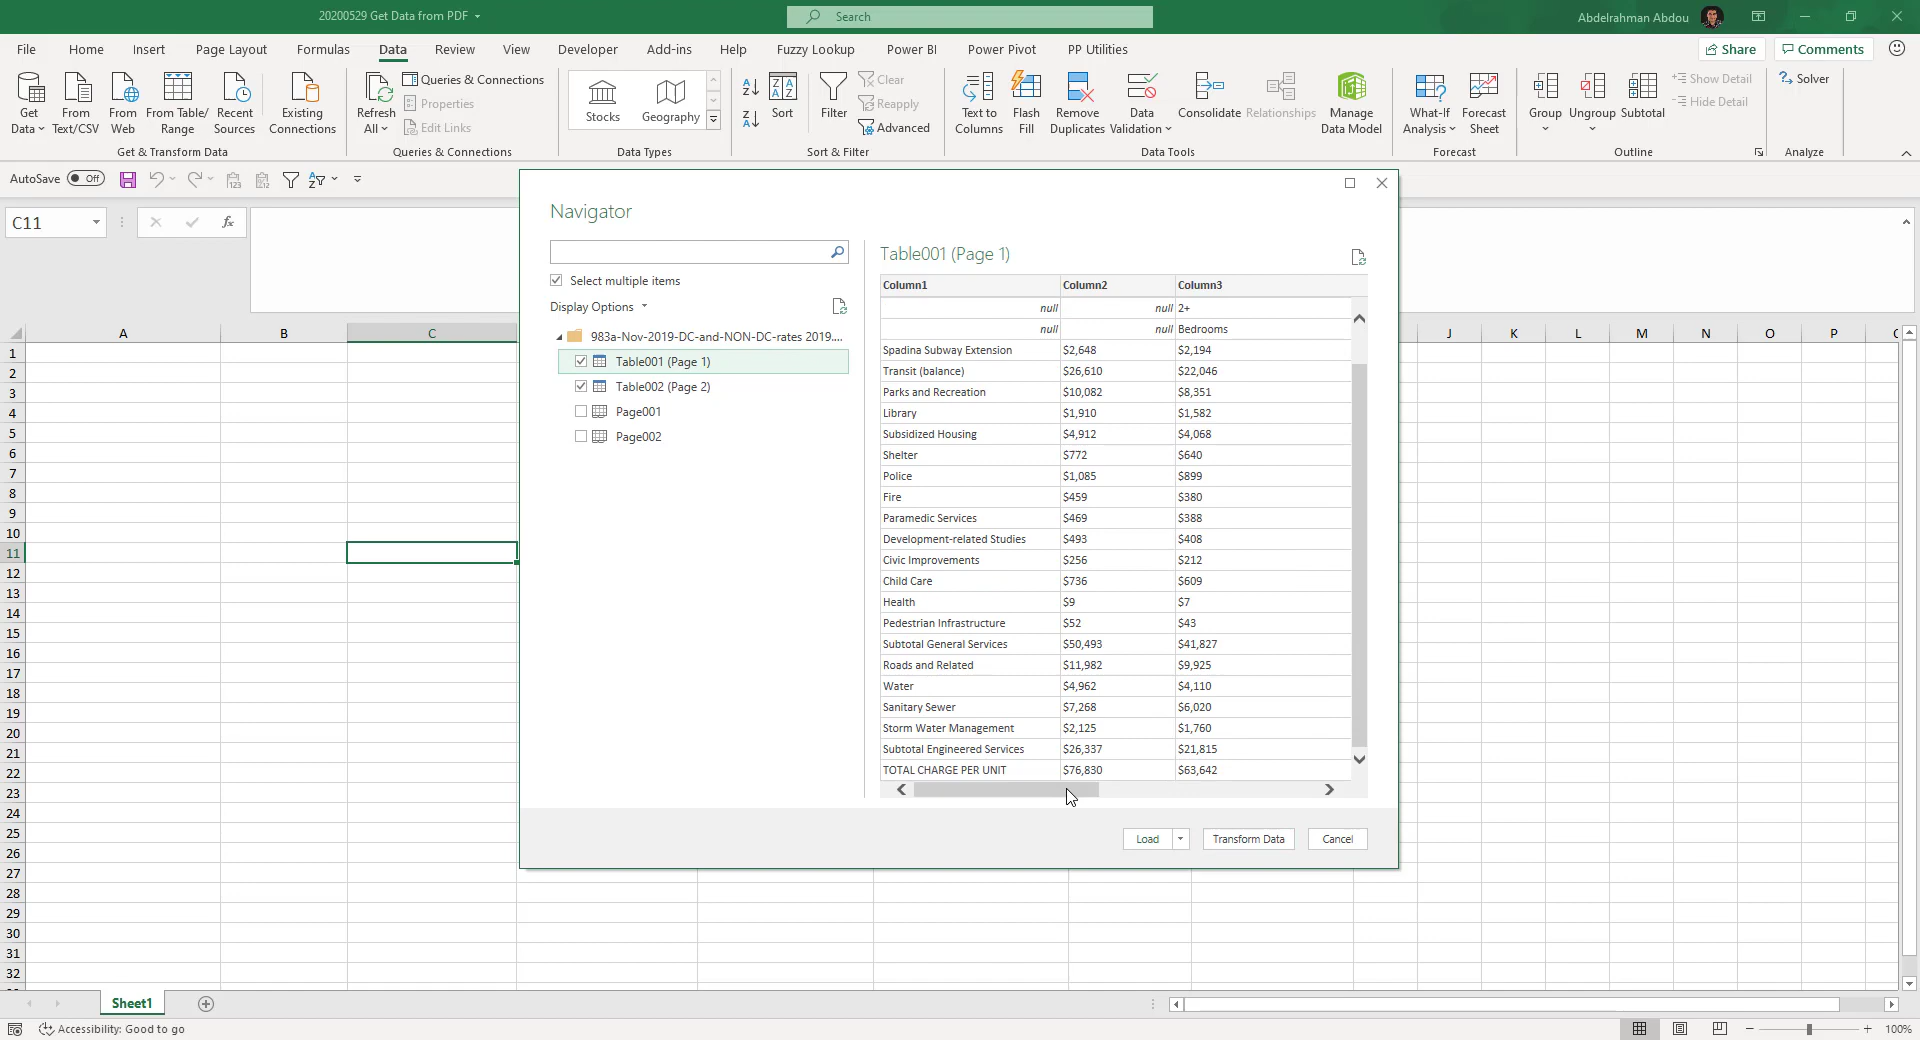 20200529 Get Data from PDF
Search
Abdelrahman Abdou
File Home Insert Page Layout Formulas Data Review View Developer Add-ins Help Fuzzy Lookup Power BI Power Pivot PP Utilities
Share
Comments
Get Data
From Text/CSV
From Web
From Table/ Range
Recent Sources
Existing Connections
Get & Transform Data
Refresh All
Queries & Connections
Properties
Edit Links
Queries & Connections
Stocks
Geography
Data Types
Sort
Filter
Clear
Reapply
Advanced
Sort & Filter
Text to Columns
Flash Fill
Remove Duplicates
Data Validation
Consolidate
Relationships
Manage Data Model
Data Tools
What-If Analysis
Forecast Sheet
Forecast
Group
Ungroup
Subtotal
Show Detail
Hide Detail
Outline
Solver
Analyze
AutoSave Off
C11
fx
A B C J K L M N O P
1
2
3
4
5
6
7
8
9
10
11
12
13
14
15
16
17
18
19
20
21
22
23
24
25
26
27
28
29
30
31
32
Navigator
Select multiple items
Display Options
983a-Nov-2019-DC-and-NON-DC-rates 2019....
Table001 (Page 1)
Table002 (Page 2)
Page001
Page002
Table001 (Page 1)
Column1 Column2 Column3
null null 2+
null null Bedrooms
Spadina Subway Extension $2,648 $2,194
Transit (balance) $26,610 $22,046
Parks and Recreation $10,082 $8,351
Library $1,910 $1,582
Subsidized Housing $4,912 $4,068
Shelter $772 $640
Police $1,085 $899
Fire $459 $380
Paramedic Services $469 $388
Development-related Studies $493 $408
Civic Improvements $256 $212
Child Care $736 $609
Health $9 $7
Pedestrian Infrastructure $52 $43
Subtotal General Services $50,493 $41,827
Roads and Related $11,982 $9,925
Water $4,962 $4,110
Sanitary Sewer $7,268 $6,020
Storm Water Management $2,125 $1,760
Subtotal Engineered Services $26,337 $21,815
TOTAL CHARGE PER UNIT $76,830 $63,642
Load
Transform Data
Cancel
Sheet1
Accessibility: Good to go
100%